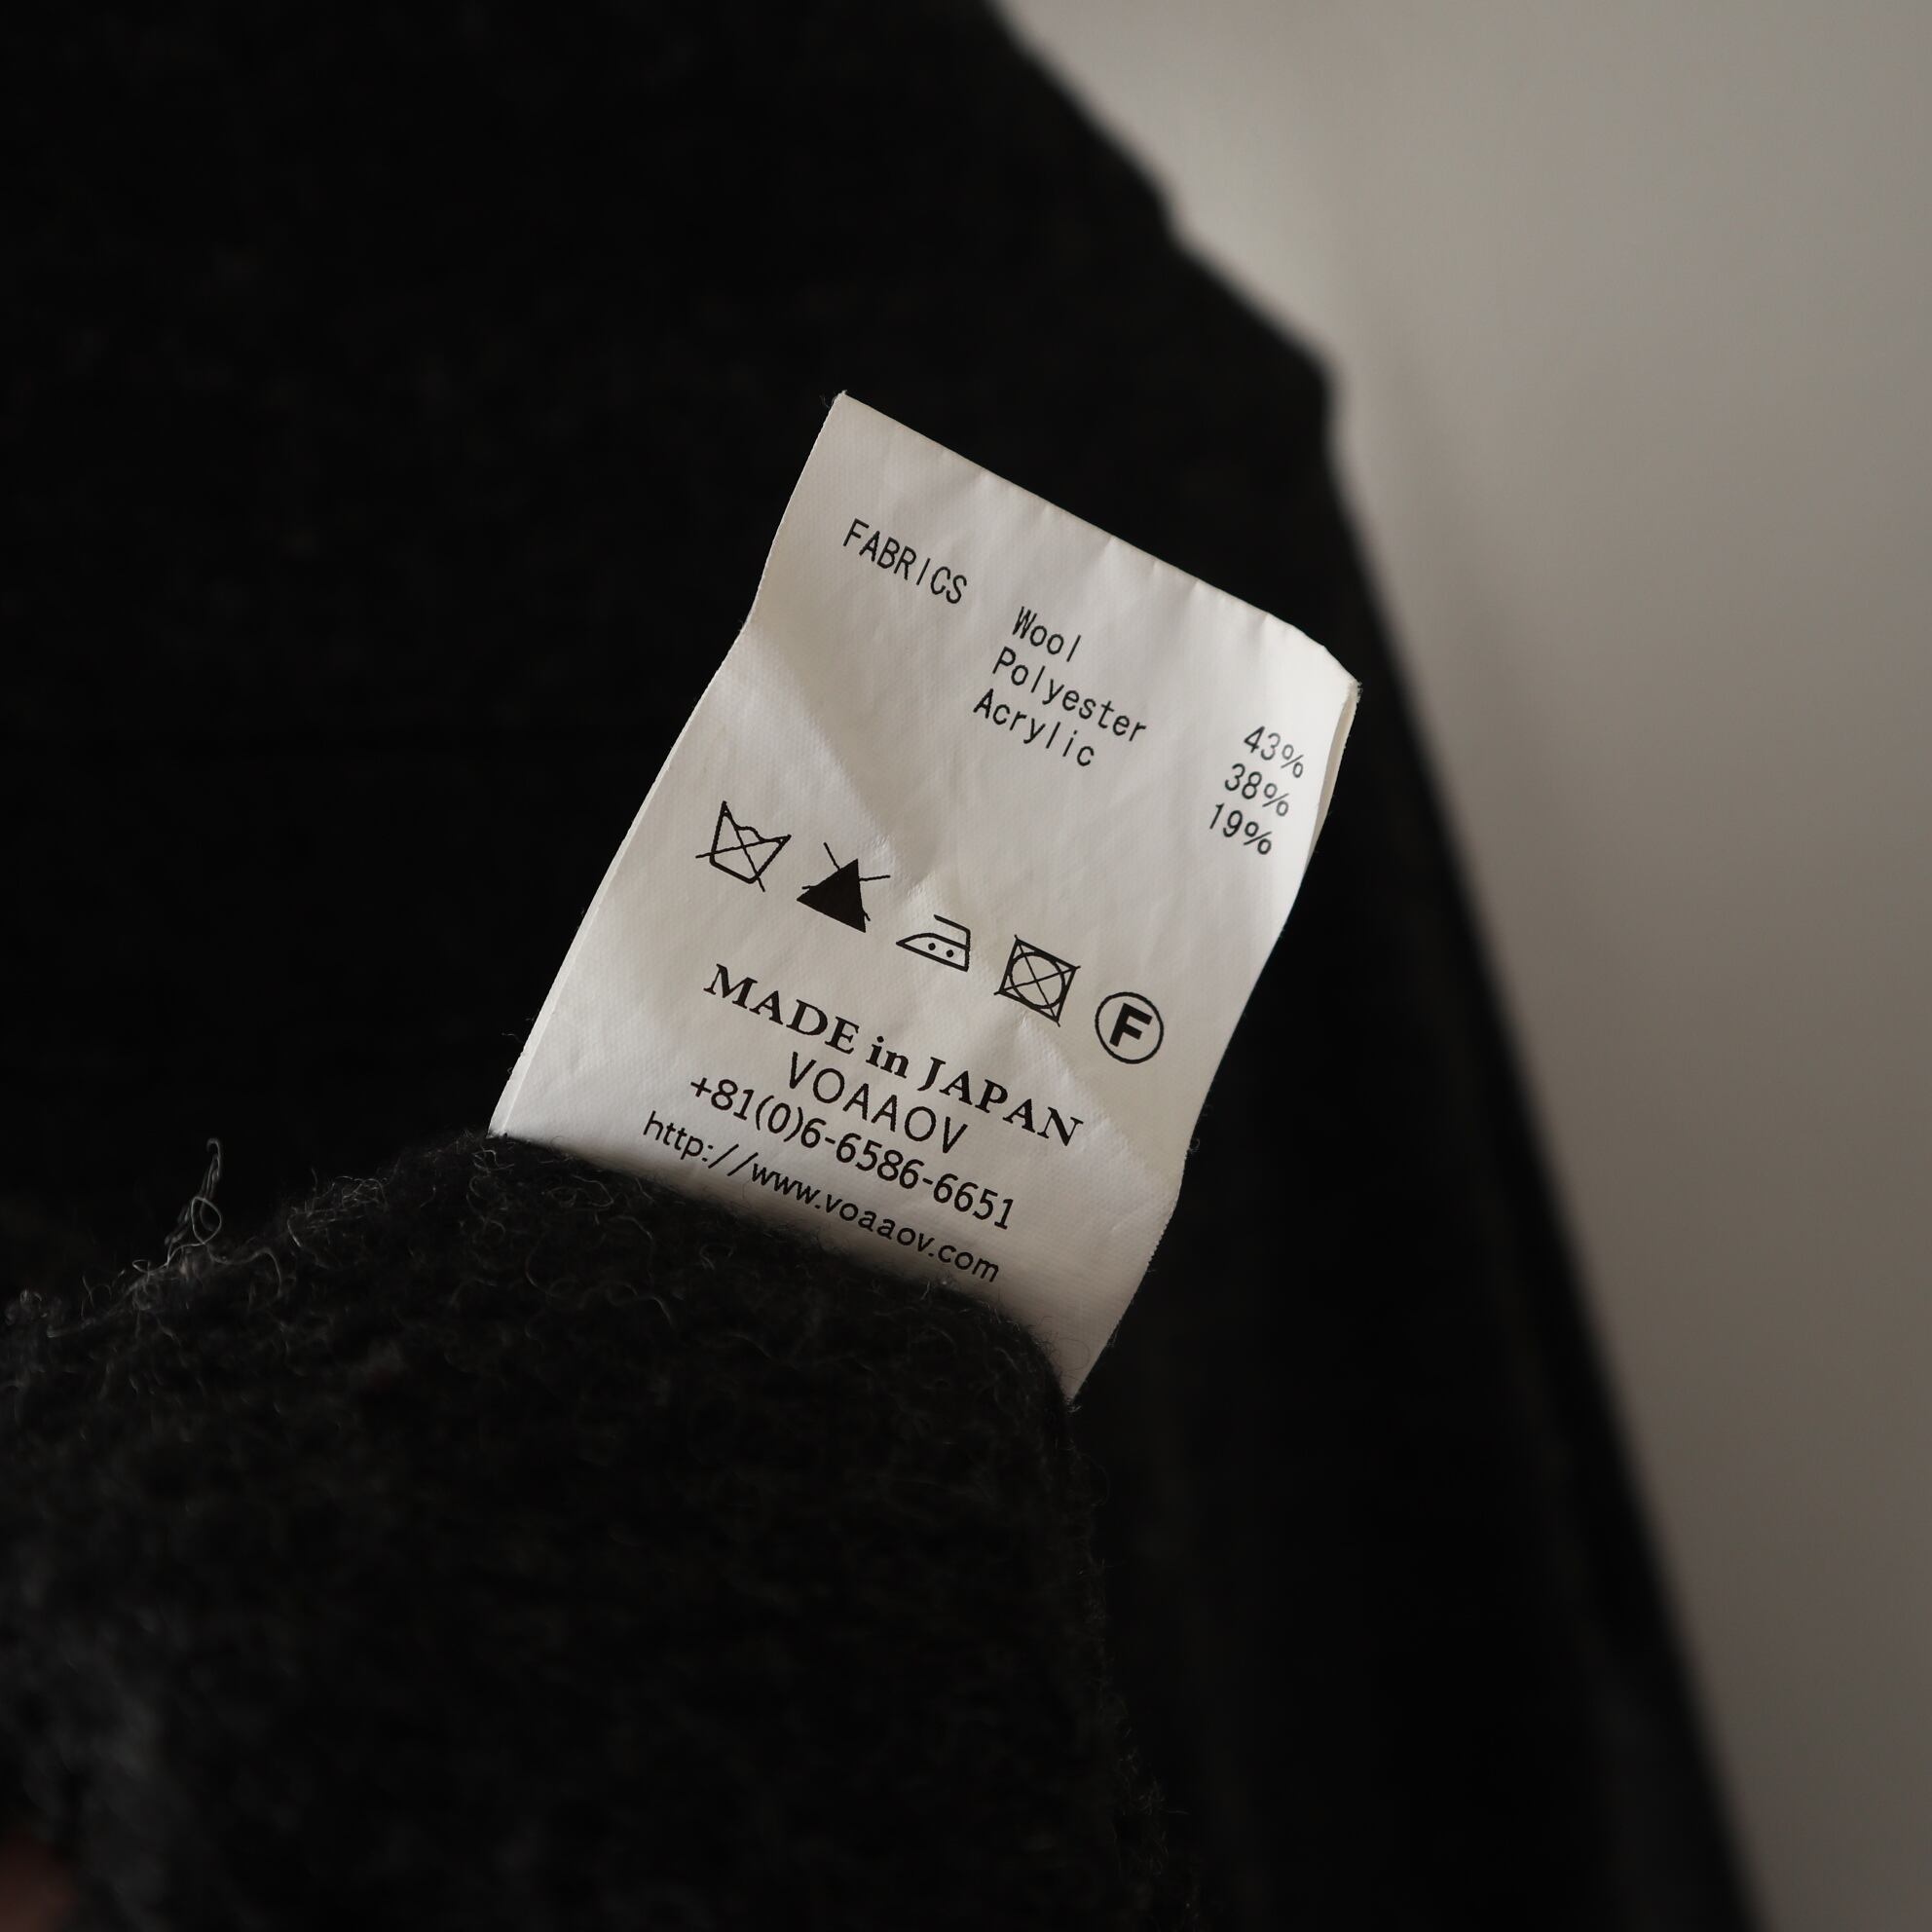 FABRICS
Wool 43%
Polyester 38%
Acrylic 19%
F
MADE in JAPAN
VOAAOV
+81(0)6-6586-6651
http://www.voaaov.com